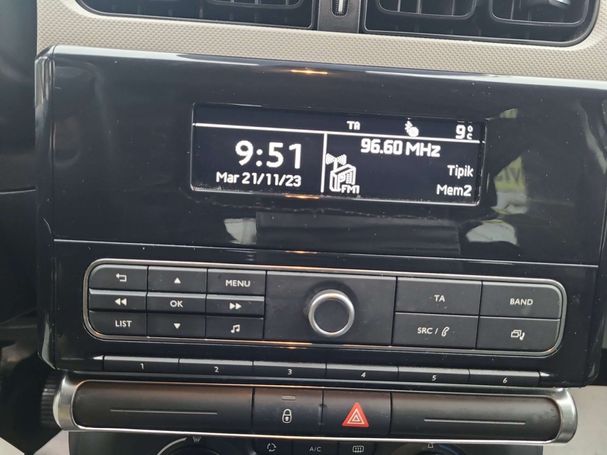 TA 9°C
9:51 96.60 MHz
Mar 21/11/23 FM1 Tipik
Mem2
MENU
OK TA BAND
LIST SRC /
1 2 3 4 5 6
A/C